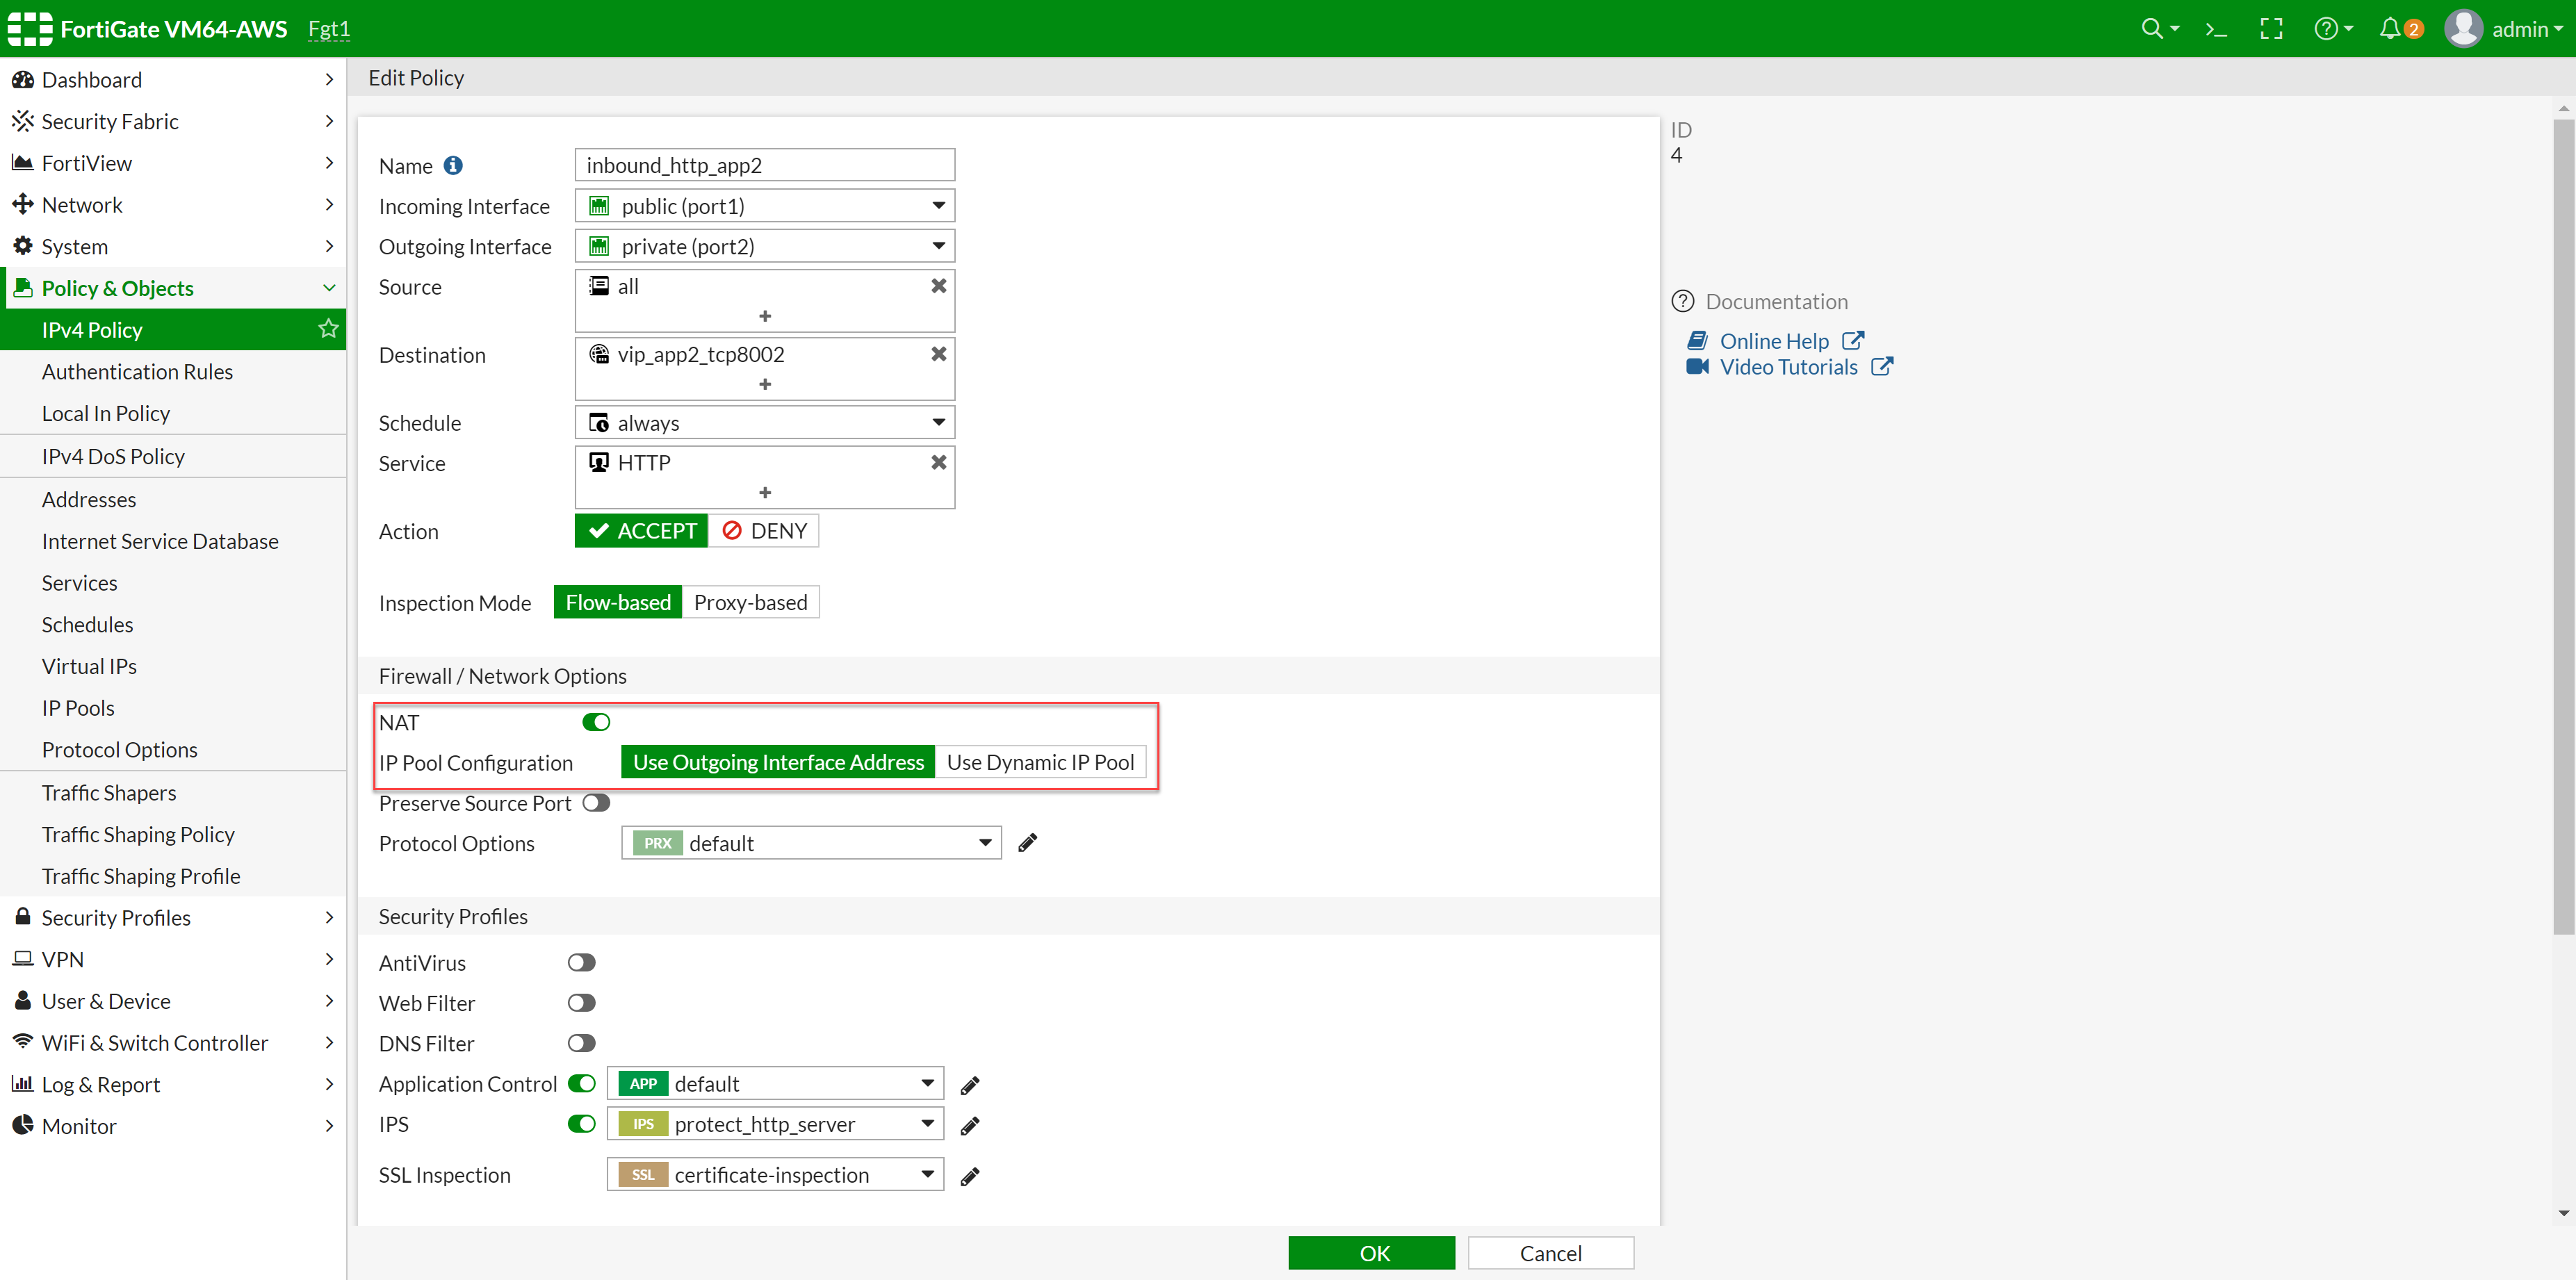 FortiGate VM64-AWS Fgt1
2 admin
Dashboard
Security Fabric
FortiView
Network
System
Policy & Objects
IPv4 Policy
Authentication Rules
Local In Policy
IPv4 DoS Policy
Addresses
Internet Service Database
Services
Schedules
Virtual IPs
IP Pools
Protocol Options
Traffic Shapers
Traffic Shaping Policy
Traffic Shaping Profile
Security Profiles
VPN
User & Device
WiFi & Switch Controller
Log & Report
Monitor
Edit Policy
Name inbound_http_app2
Incoming Interface public (port1)
Outgoing Interface private (port2)
Source all
+
Destination vip_app2_tcp8002
+
Schedule always
Service HTTP
+
Action ACCEPT DENY
Inspection Mode Flow-based Proxy-based
Firewall / Network Options
NAT
IP Pool Configuration Use Outgoing Interface Address Use Dynamic IP Pool
Preserve Source Port
Protocol Options PRX default
Security Profiles
AntiVirus
Web Filter
DNS Filter
Application Control APP default
IPS IPS protect_http_server
SSL Inspection SSL certificate-inspection
OK Cancel
ID
4
Documentation
Online Help
Video Tutorials